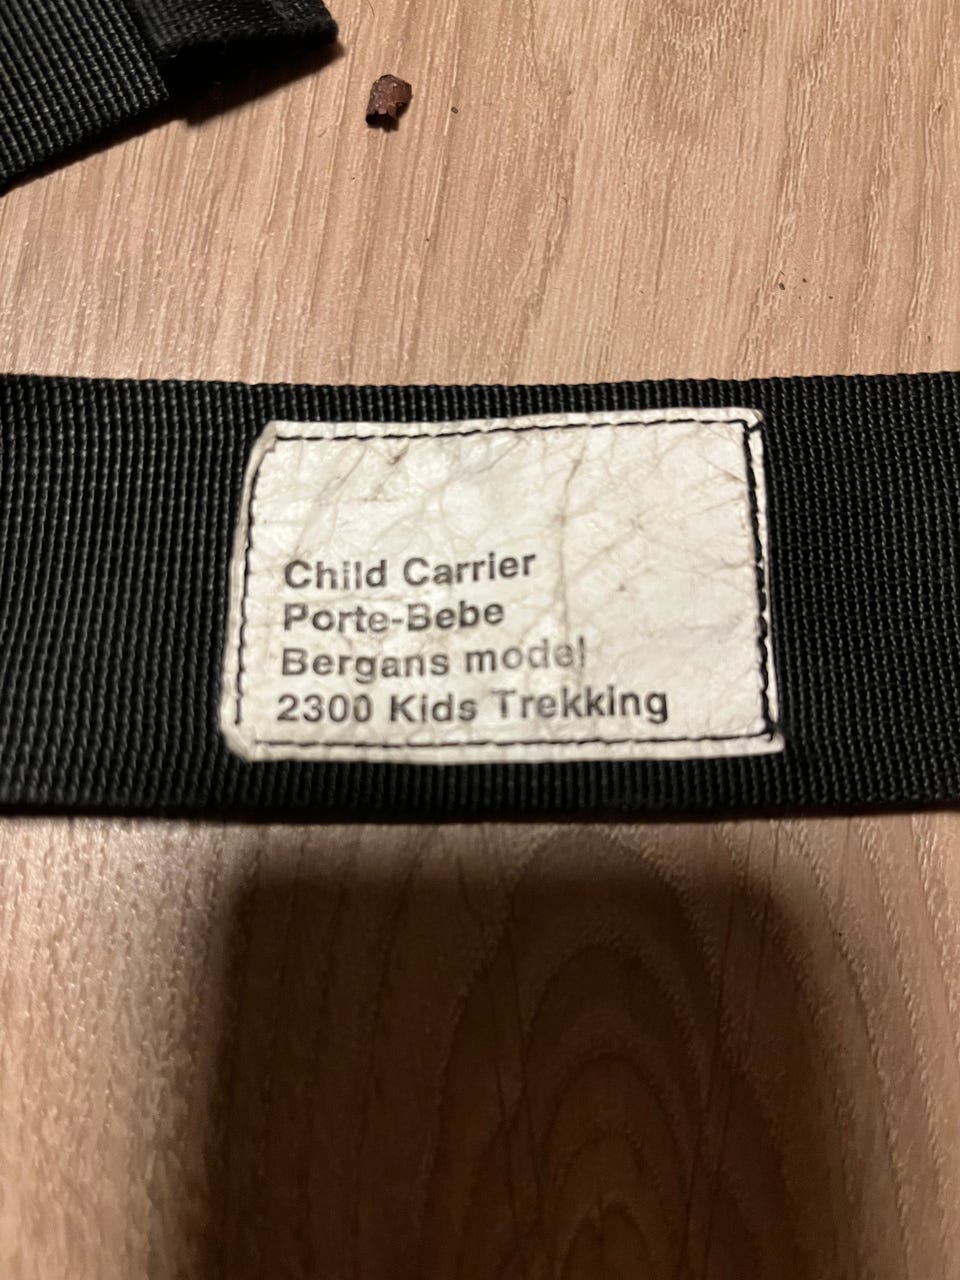 Child Carrier
Porte-Bebe
Bergans model
2300 Kids Trekking